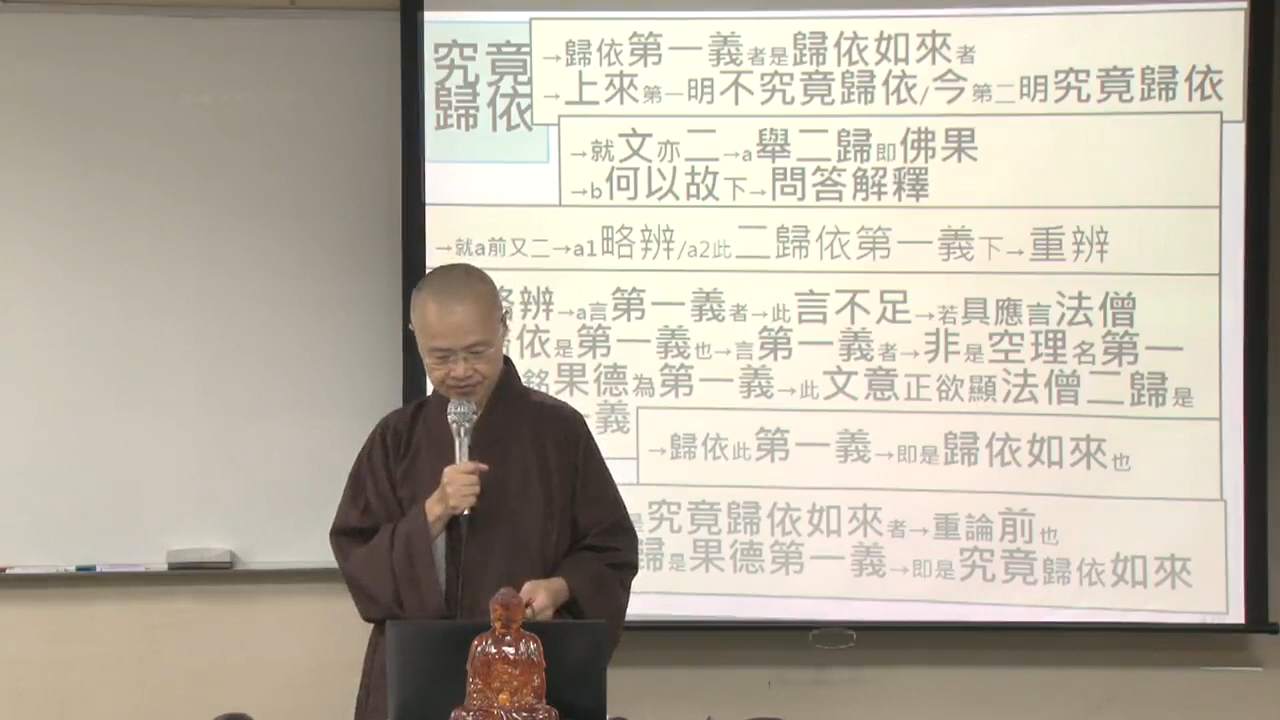 究竟
歸依
→歸依第一義者是歸依如來者
→上來第一明不究竟歸依/今第二明究竟歸依
→就文亦二→a舉二歸即佛果
→b何以故下→問答解釋
→就a前又二→a1略辨/a2此二歸依第一義下→重辨
略辨→a言第一義者→此言不足→若具應言法僧
依是第一義也→言第一義者→非是空理名第一
銘果德為第一義→此文意正欲顯法僧二歸是
一義
→歸依此第一義→即是歸依如來也
是究竟歸依如來者→重論前也
歸是果德第一義→即是究竟歸依如來